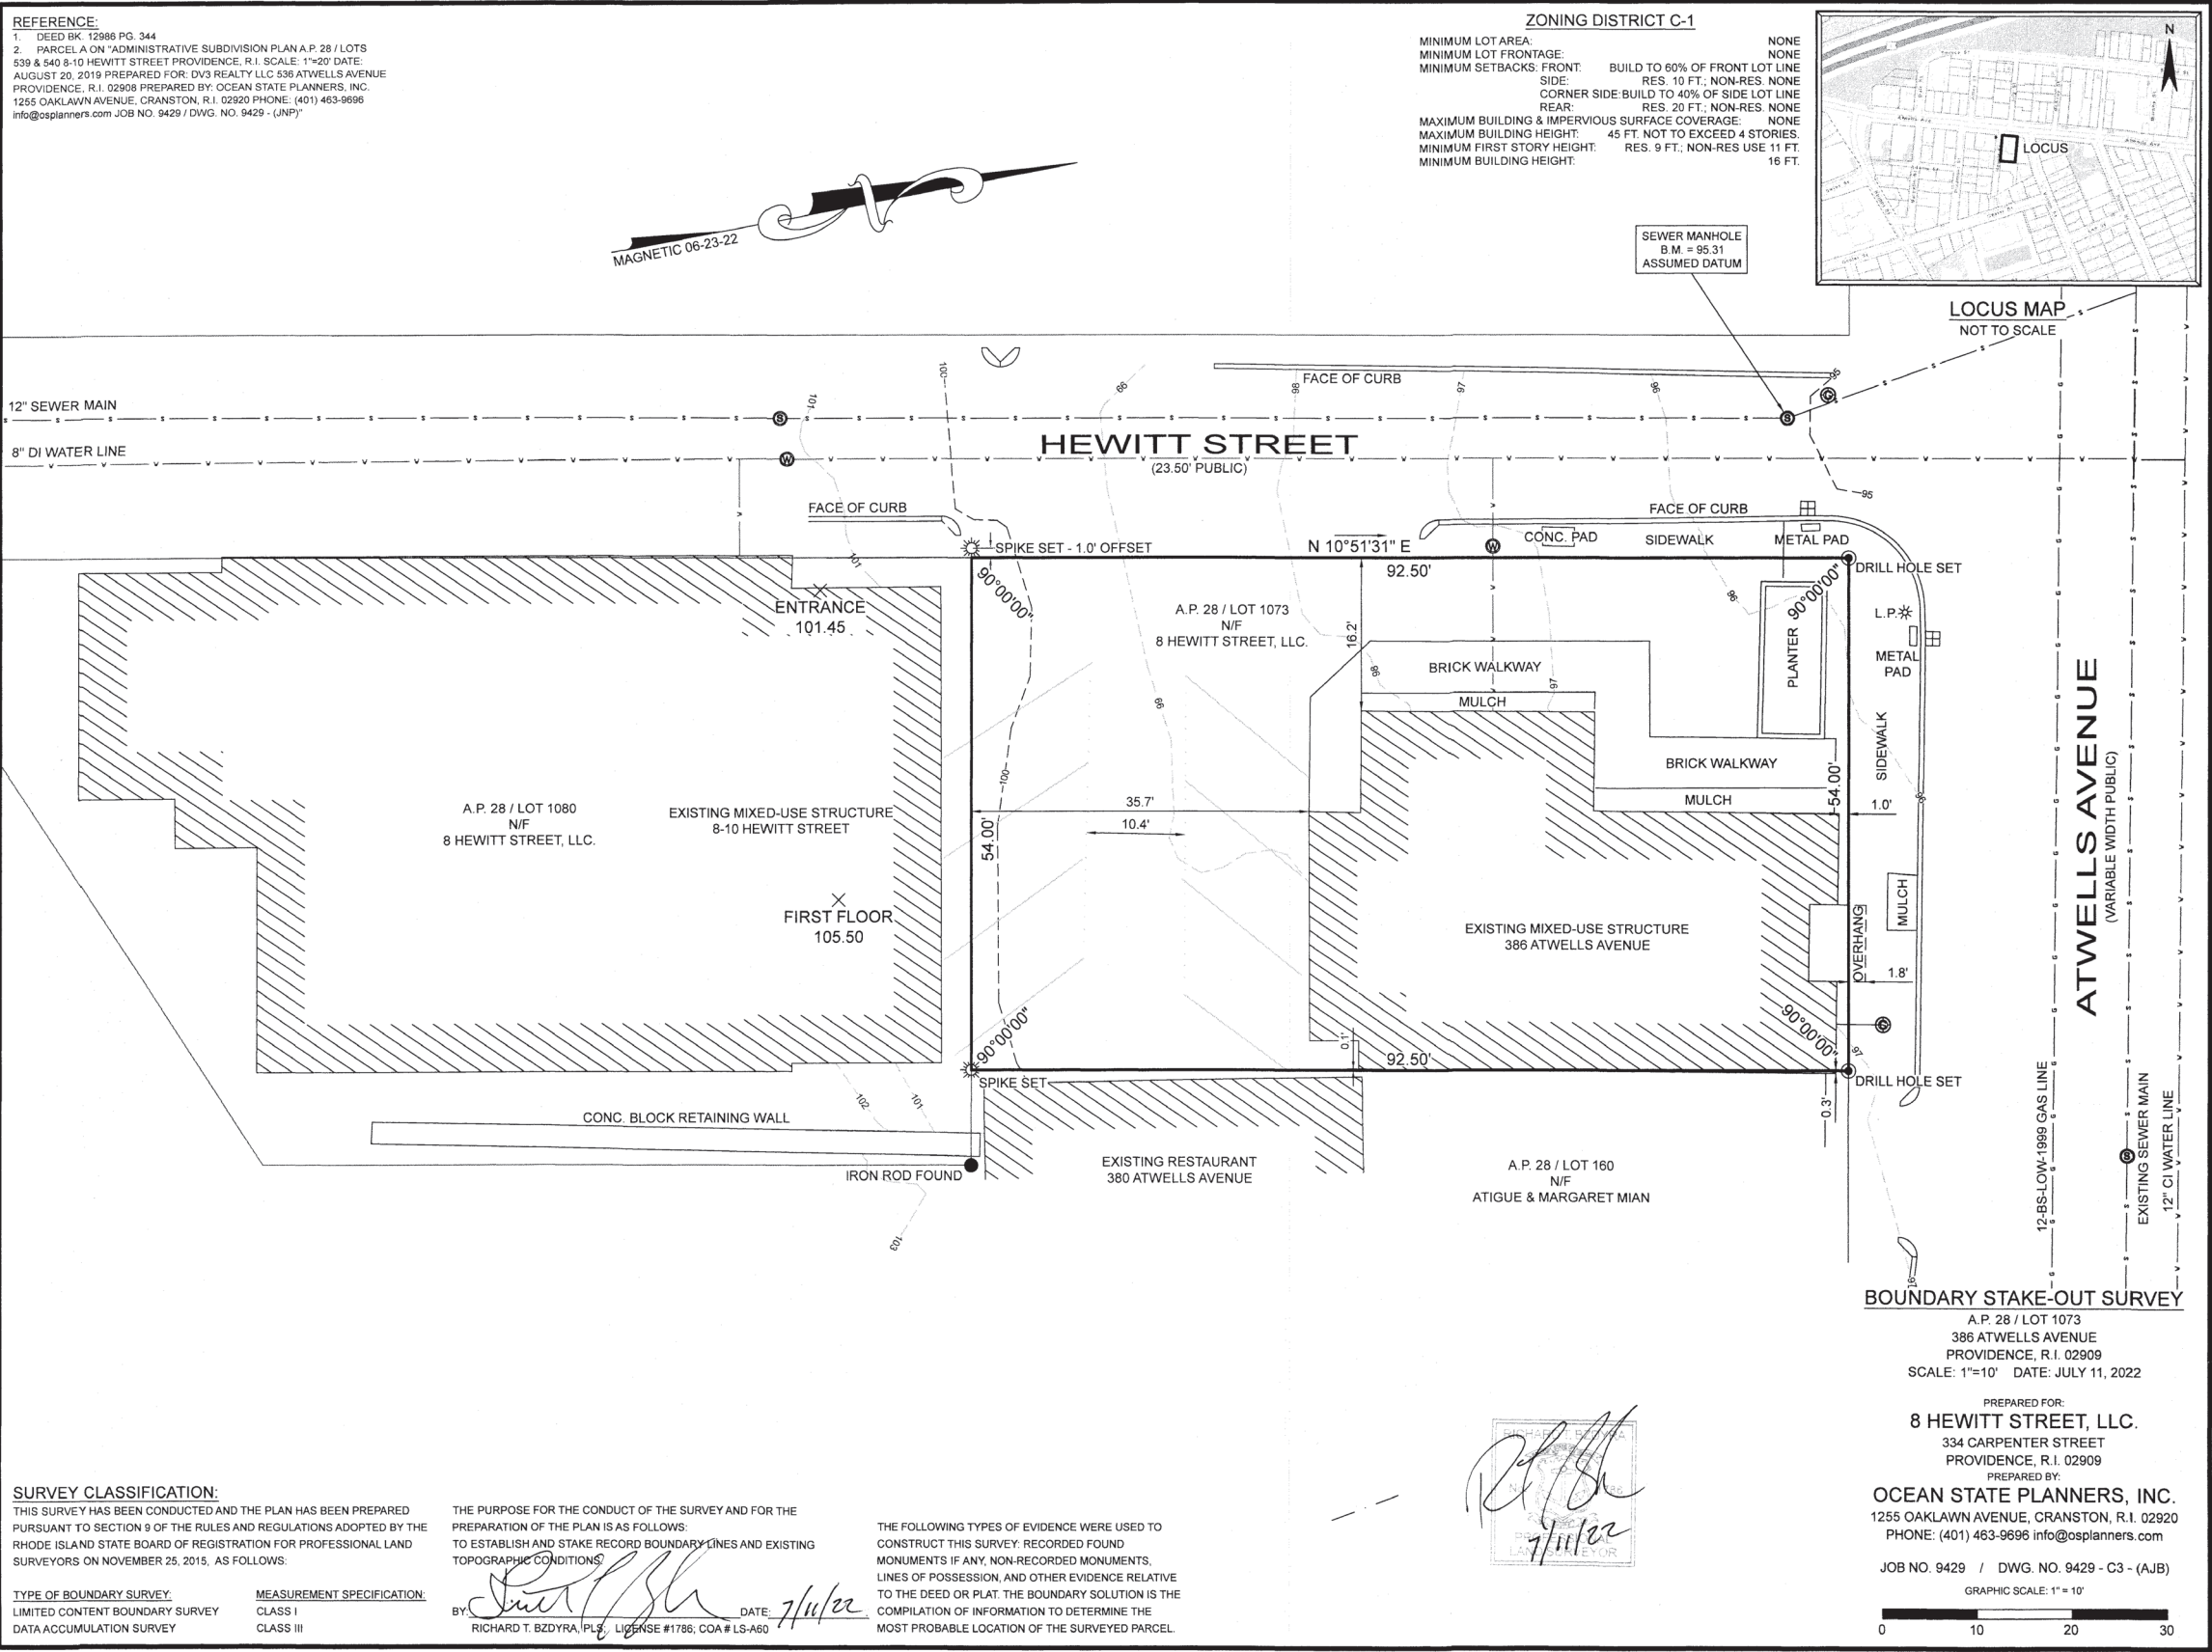 REFERENCE:
1. DEED BK. 12986 PG. 344
2. PARCEL A ON "ADMINISTRATIVE SUBDIVISION PLAN A.P. 28 / LOTS
539 & 540 8-10 HEWITT STREET PROVIDENCE, R.I. SCALE: 1"=20' DATE:
AUGUST 20, 2019 PREPARED FOR: DV3 REALTY LLC 536 ATWELLS AVENUE
PROVIDENCE, R.I. 02908 PREPARED BY: OCEAN STATE PLANNERS, INC.
1255 OAKLAWN AVENUE, CRANSTON, R.I. 02920 PHONE: (401) 463-9696
info@osplanners.com JOB NO. 9429 / DWG. NO. 9429 - (JNP)"
MAGNETIC 06-23-22
ZONING DISTRICT C-1
MINIMUM LOT AREA: NONE
MINIMUM LOT FRONTAGE: NONE
MINIMUM SETBACKS: FRONT: BUILD TO 60% OF FRONT LOT LINE
SIDE: RES. 10 FT.; NON-RES. NONE
CORNER SIDE: BUILD TO 40% OF SIDE LOT LINE
REAR: RES. 20 FT.; NON-RES. NONE
MAXIMUM BUILDING & IMPERVIOUS SURFACE COVERAGE: NONE
MAXIMUM BUILDING HEIGHT: 45 FT. NOT TO EXCEED 4 STORIES.
MINIMUM FIRST STORY HEIGHT: RES. 9 FT.; NON-RES USE 11 FT.
MINIMUM BUILDING HEIGHT: 16 FT.
N
LOCUS
LOCUS MAP
NOT TO SCALE
SEWER MANHOLE
B.M. = 95.31
ASSUMED DATUM
12" SEWER MAIN
8" DI WATER LINE
HEWITT STREET
(23.50' PUBLIC)
FACE OF CURB
FACE OF CURB
FACE OF CURB
101
100
99
98
97
96
95
95
SPIKE SET - 1.0' OFFSET
N 10°51'31" E
92.50'
CONC. PAD
SIDEWALK
METAL PAD
DRILL HOLE SET
90°00'00"
90°00'00"
ENTRANCE
101.45
101
A.P. 28 / LOT 1073
N/F
8 HEWITT STREET, LLC.
16.2'
BRICK WALKWAY
MULCH
98
97
96
PLANTER
L.P.
METAL
PAD
SIDEWALK
BRICK WALKWAY
MULCH
54.00'
1.0'
96
99
100
35.7'
10.4'
54.00'
A.P. 28 / LOT 1080
N/F
8 HEWITT STREET, LLC.
EXISTING MIXED-USE STRUCTURE
8-10 HEWITT STREET
FIRST FLOOR
105.50
EXISTING MIXED-USE STRUCTURE
386 ATWELLS AVENUE
OVERHANG
MULCH
1.8'
ATWELLS AVENUE
(VARIABLE WIDTH PUBLIC)
90°00'00"
90°00'00"
0.1'
92.50'
97
SPIKE SET
DRILL HOLE SET
0.3'
102
101
103
CONC. BLOCK RETAINING WALL
IRON ROD FOUND
EXISTING RESTAURANT
380 ATWELLS AVENUE
A.P. 28 / LOT 160
N/F
ATIGUE & MARGARET MIAN
12-BS-LOW-1999 GAS LINE
EXISTING SEWER MAIN
12" CI WATER LINE
BOUNDARY STAKE-OUT SURVEY
A.P. 28 / LOT 1073
386 ATWELLS AVENUE
PROVIDENCE, R.I. 02909
SCALE: 1"=10' DATE: JULY 11, 2022
PREPARED FOR:
8 HEWITT STREET, LLC.
334 CARPENTER STREET
PROVIDENCE, R.I. 02909
PREPARED BY:
OCEAN STATE PLANNERS, INC.
1255 OAKLAWN AVENUE, CRANSTON, R.I. 02920
PHONE: (401) 463-9696 info@osplanners.com
JOB NO. 9429 / DWG. NO. 9429 - C3 - (AJB)
GRAPHIC SCALE: 1" = 10'
0 10 20 30
SURVEY CLASSIFICATION:
THIS SURVEY HAS BEEN CONDUCTED AND THE PLAN HAS BEEN PREPARED
PURSUANT TO SECTION 9 OF THE RULES AND REGULATIONS ADOPTED BY THE
RHODE ISLAND STATE BOARD OF REGISTRATION FOR PROFESSIONAL LAND
SURVEYORS ON NOVEMBER 25, 2015, AS FOLLOWS:
TYPE OF BOUNDARY SURVEY: MEASUREMENT SPECIFICATION:
LIMITED CONTENT BOUNDARY SURVEY CLASS I
DATA ACCUMULATION SURVEY CLASS III
THE PURPOSE FOR THE CONDUCT OF THE SURVEY AND FOR THE
PREPARATION OF THE PLAN IS AS FOLLOWS:
TO ESTABLISH AND STAKE RECORD BOUNDARY LINES AND EXISTING
TOPOGRAPHIC CONDITIONS
BY: DATE: 7/11/22
RICHARD T. BZDYRA, PLS; LICENSE #1786; COA # LS-A60
THE FOLLOWING TYPES OF EVIDENCE WERE USED TO
CONSTRUCT THIS SURVEY: RECORDED FOUND
MONUMENTS IF ANY, NON-RECORDED MONUMENTS,
LINES OF POSSESSION, AND OTHER EVIDENCE RELATIVE
TO THE DEED OR PLAT. THE BOUNDARY SOLUTION IS THE
COMPILATION OF INFORMATION TO DETERMINE THE
MOST PROBABLE LOCATION OF THE SURVEYED PARCEL.
RICHARD T. BZDYRA
7/11/22
LAND SURVEYOR